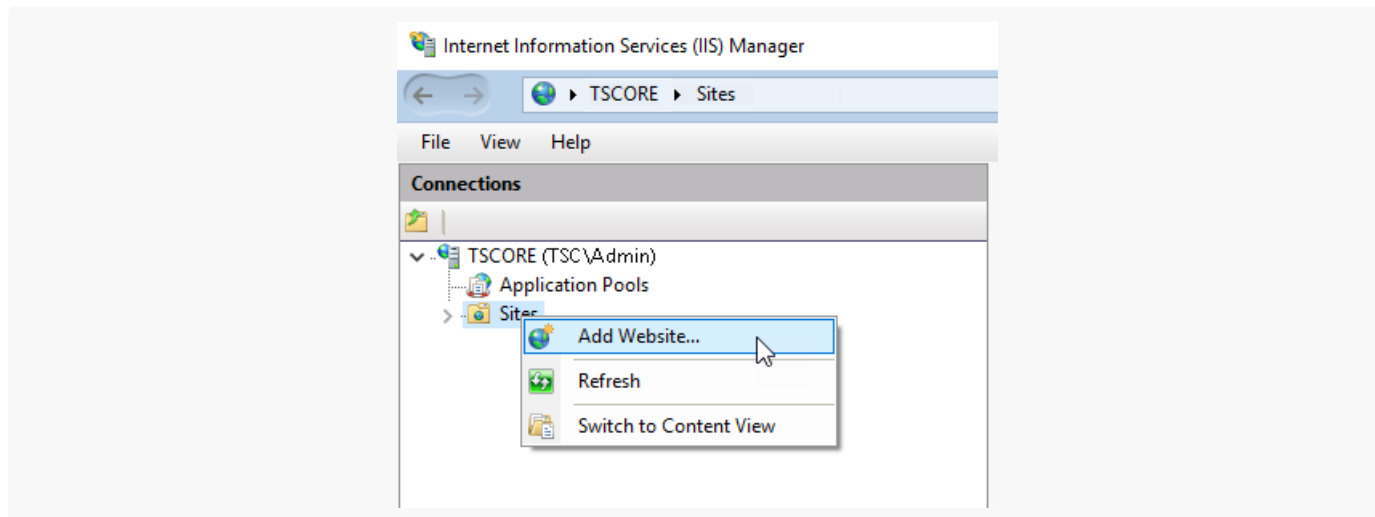 Internet Information Services (IIS) Manager
TSCORE Sites
File View Help
Connections
TSCORE (TSC\Admin)
Application Pools
Sites
Add Website...
Refresh
Switch to Content View